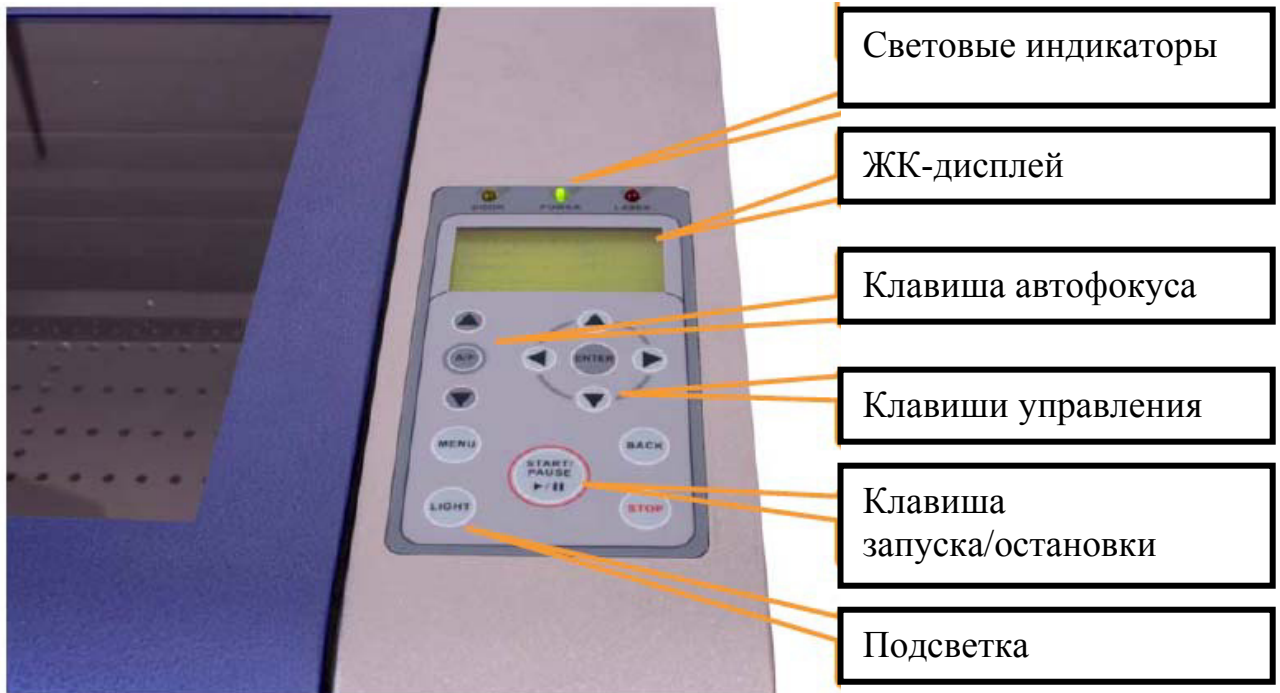 Световые индикаторы
ЖК-дисплей
Клавиша автофокуса
Клавиши управления
Клавиша
запуска/остановки
Подсветка
DOOR POWER LASER
A/F
ENTER
MENU
BACK
START/
PAUSE
►/II
LIGHT
STOP